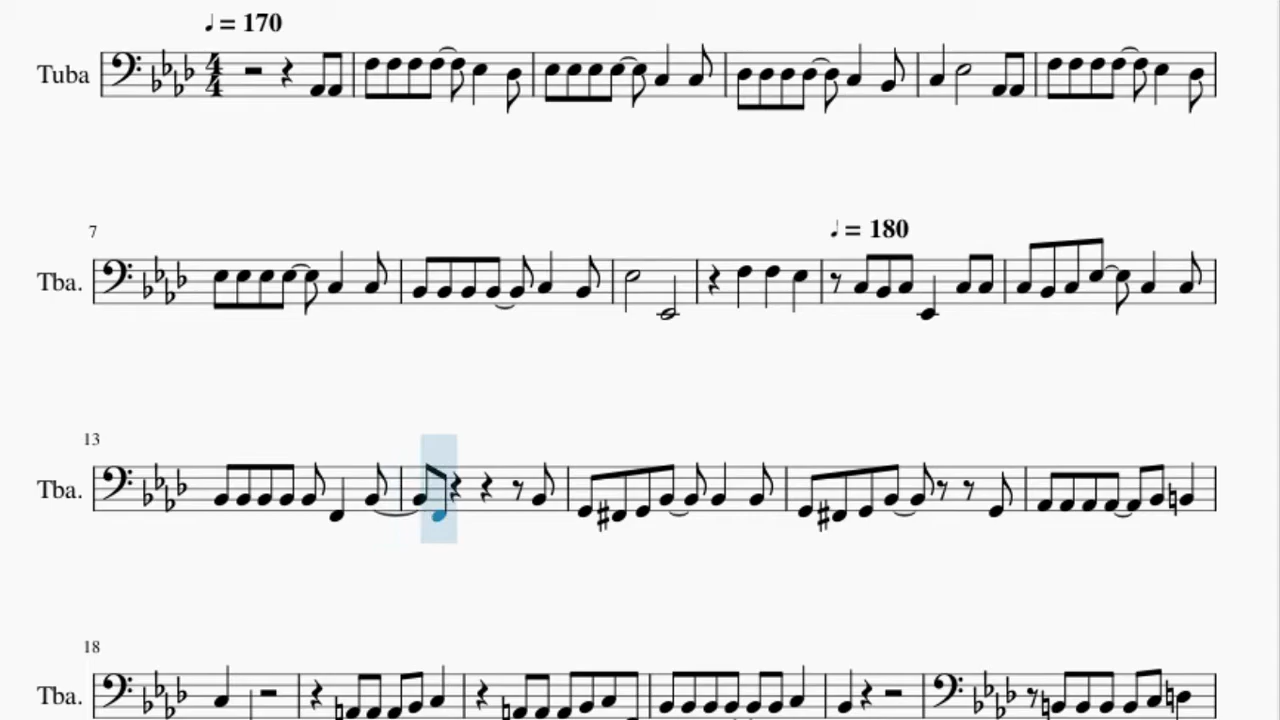 ♩ = 170
Tuba
7
♩ = 180
Tba.
13
Tba.
18
Tba.